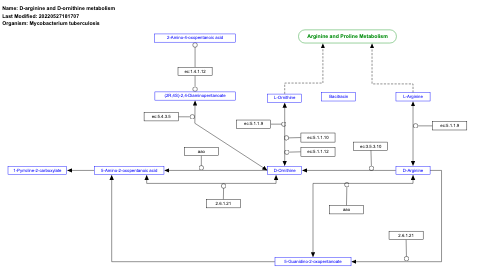 Name: D-arginine and D-ornithine metabolism
Last Modified: 20220527161707
Organism: Mycobacterium tuberculosis
Arginine and Proline Metabolism
2-Amino-4-oxopentanoic acid
ec:1.4.1.12
(2R,4S)-2,4-Diaminopentanoate
L-Ornithine
Bacithrase
L-Arginine
ec:5.4.3.5
ec:5.1.1.9
ec:5.1.1.9
ec:5.1.1.10
ec:5.1.1.12
aao
ec:3.5.3.10
1-Pyrroline-2-carboxylate
5-Amino-2-oxopentanoic acid
D-Ornithine
D-Arginine
2.6.1.21
aao
2.6.1.21
5-Guanidino-2-oxopentanoate